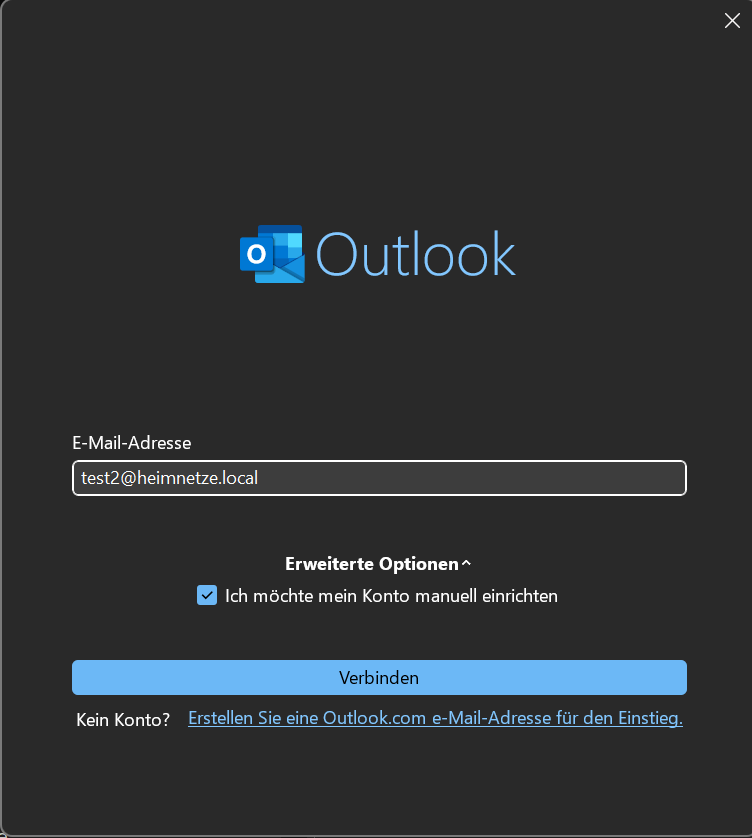 Outlook
E-Mail-Adresse
test2@heimnetze.local
Erweiterte Optionen
Ich möchte mein Konto manuell einrichten
Verbinden
Kein Konto? Erstellen Sie eine Outlook.com e-Mail-Adresse für den Einstieg.